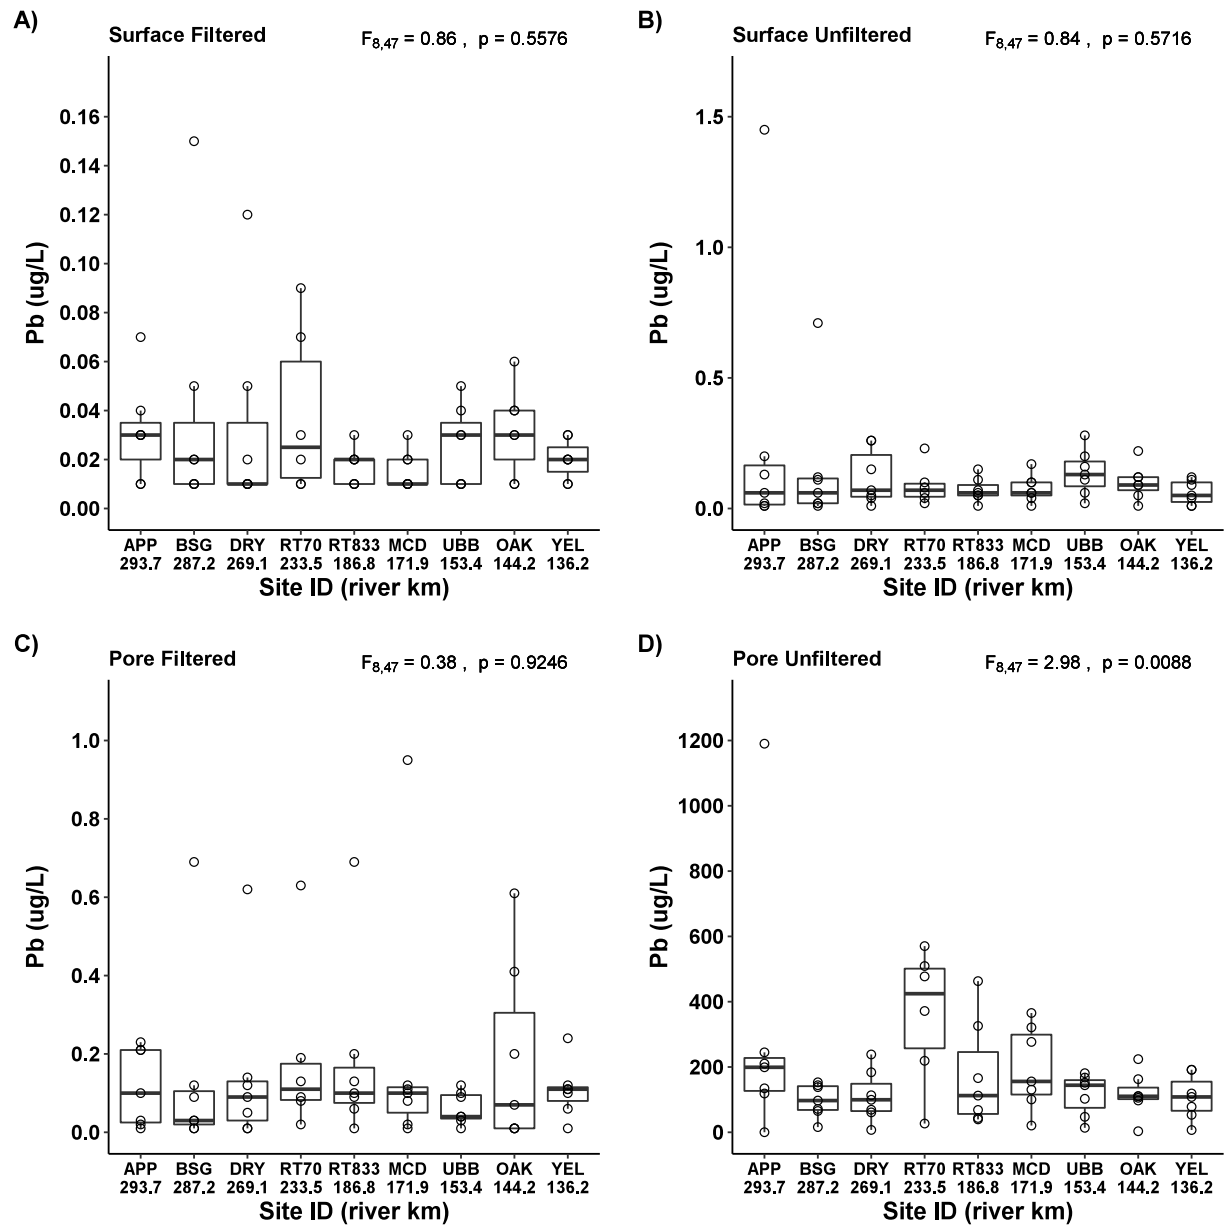 A)
Surface Filtered F8,47 = 0.86 , p = 0.5576
Pb (ug/L)
0.16
0.14
0.12
0.10
0.08
0.06
0.04
0.02
0.00
APP BSG DRY RT70 RT833 MCD UBB OAK YEL
293.7 287.2 269.1 233.5 186.8 171.9 153.4 144.2 136.2
Site ID (river km)
B)
Surface Unfiltered F8,47 = 0.84 , p = 0.5716
Pb (ug/L)
1.5
1.0
0.5
0.0
APP BSG DRY RT70 RT833 MCD UBB OAK YEL
293.7 287.2 269.1 233.5 186.8 171.9 153.4 144.2 136.2
Site ID (river km)
C)
Pore Filtered F8,47 = 0.38 , p = 0.9246
Pb (ug/L)
1.0
0.8
0.6
0.4
0.2
0.0
APP BSG DRY RT70 RT833 MCD UBB OAK YEL
293.7 287.2 269.1 233.5 186.8 171.9 153.4 144.2 136.2
Site ID (river km)
D)
Pore Unfiltered F8,47 = 2.98 , p = 0.0088
Pb (ug/L)
1200
1000
800
600
400
200
0
APP BSG DRY RT70 RT833 MCD UBB OAK YEL
293.7 287.2 269.1 233.5 186.8 171.9 153.4 144.2 136.2
Site ID (river km)